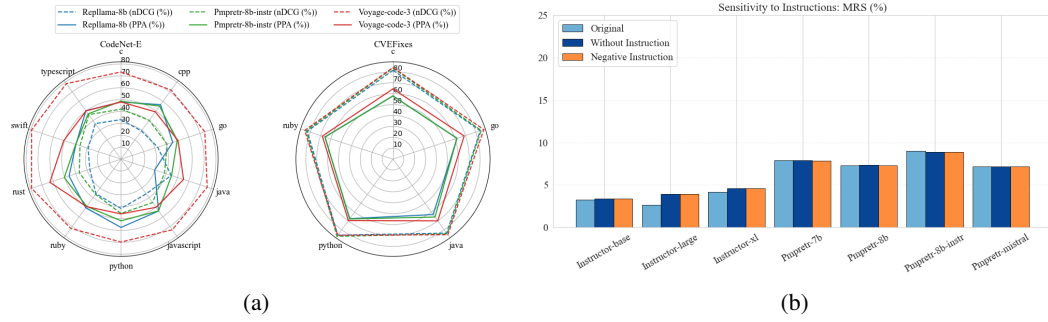 Repllama-8b (nDCG (%)) Pmpretr-8b-instr (nDCG (%)) Voyage-code-3 (nDCG (%))
Repllama-8b (PPA (%)) Pmpretr-8b-instr (PPA (%)) Voyage-code-3 (PPA (%))
CodeNet-E
c
cpp
go
java
javascript
python
ruby
rust
swift
typescript
80
70
60
50
40
30
20
10
CVEFixes
c
go
java
python
ruby
80
70
60
50
40
30
20
10
(a)
Sensitivity to Instructions: MRS (%)
Original
Without Instruction
Negative Instruction
25
20
15
10
5
0
Instructor-base
Instructor-large
Instructor-xl
Pmpretr-7b
Pmpretr-8b
Pmpretr-8b-instr
Pmpretr-mistral
(b)